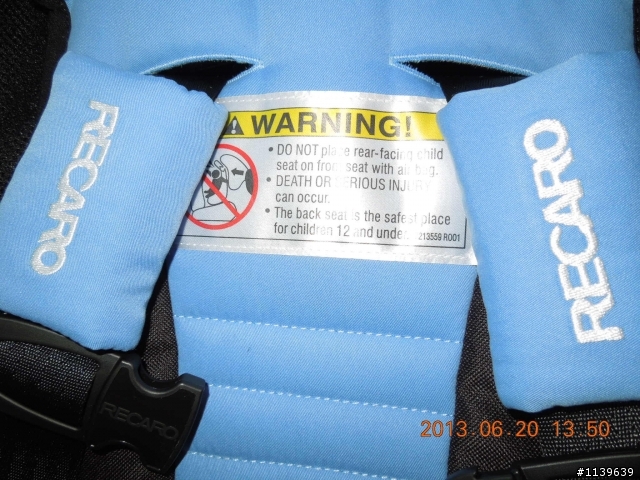 WARNING!
• DO NOT place rear-facing child
seat on front seat with air bag.
• DEATH OR SERIOUS INJURY
can occur.
• The back seat is the safest place
for children 12 and under.
213559 R001
RECARO
RECARO
RECARO
2013.06.20 13.50
#1139639